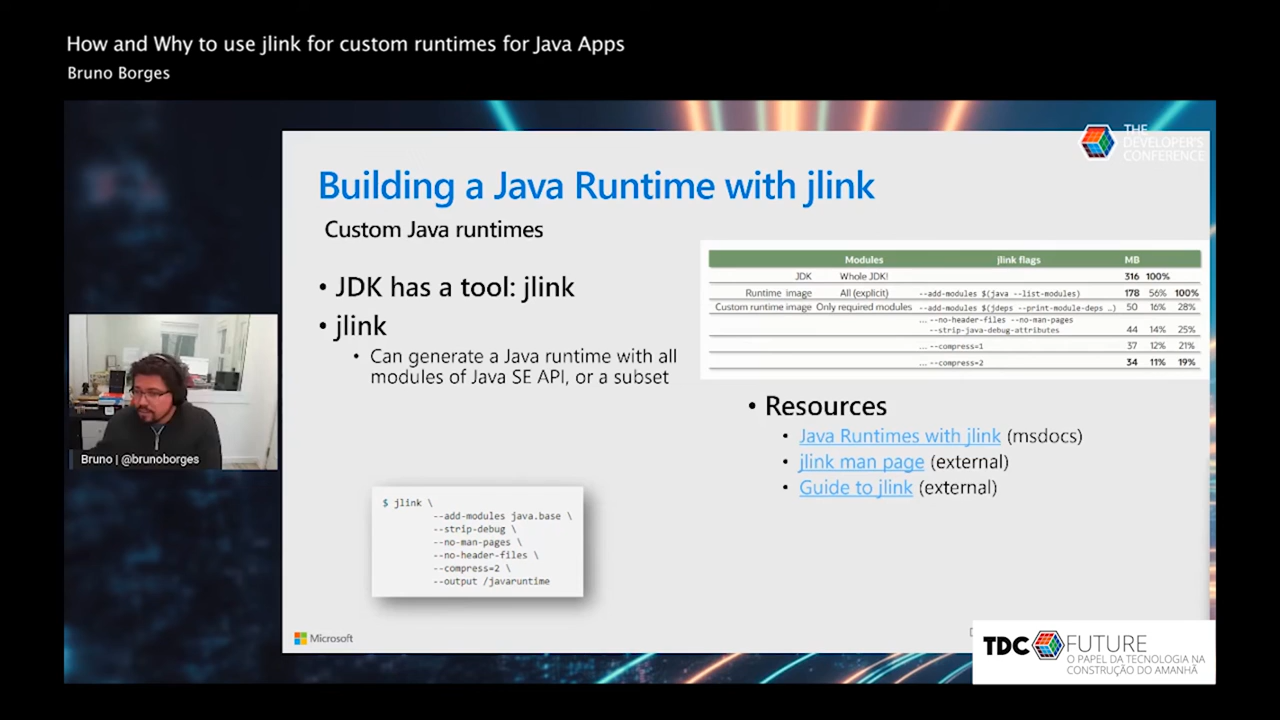 How and Why to use jlink for custom runtimes for Java Apps
Bruno Borges
THE
DEVELOPER'S
CONFERENCE
Building a Java Runtime with jlink
Custom Java runtimes
• JDK has a tool: jlink
• jlink
• Can generate a Java runtime with all
modules of Java SE API, or a subset
Modules jlink flags MB
JDK Whole JDK! 316 100%
Runtime image All (explicit) --add-modules $(java --list-modules) 178 56% 100%
Custom runtime image Only required modules --add-modules $(jdeps --print-module-deps …) 50 16% 28%
... --no-header-files --no-man-pages
--strip-java-debug-attributes 44 14% 25%
... --compress=1 37 12% 21%
... --compress=2 34 11% 19%
• Resources
• Java Runtimes with jlink (msdocs)
• jlink man page (external)
• Guide to jlink (external)
Bruno | @brunoborges
$ jlink \
--add-modules java.base \
--strip-debug \
--no-man-pages \
--no-header-files \
--compress=2 \
--output /javaruntime
Microsoft
TDC FUTURE
O PAPEL DA TECNOLOGIA NA
CONSTRUÇÃO DO AMANHÃ